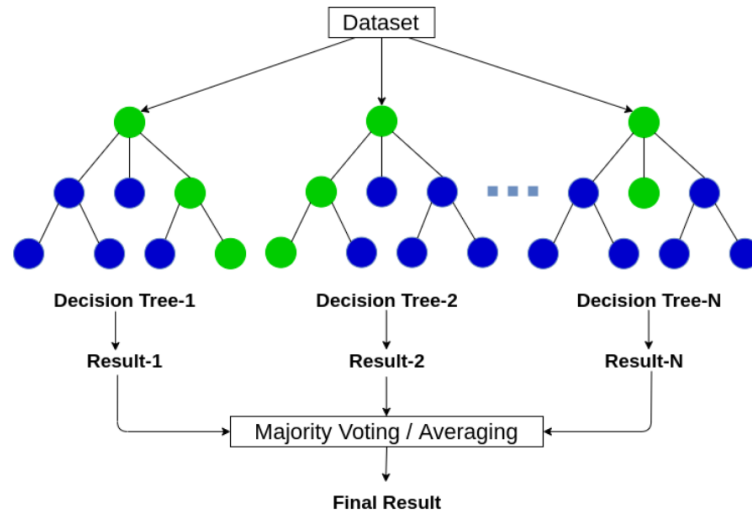 Dataset
Decision Tree-1
Decision Tree-2
Decision Tree-N
Result-1
Result-2
Result-N
Majority Voting / Averaging
Final Result